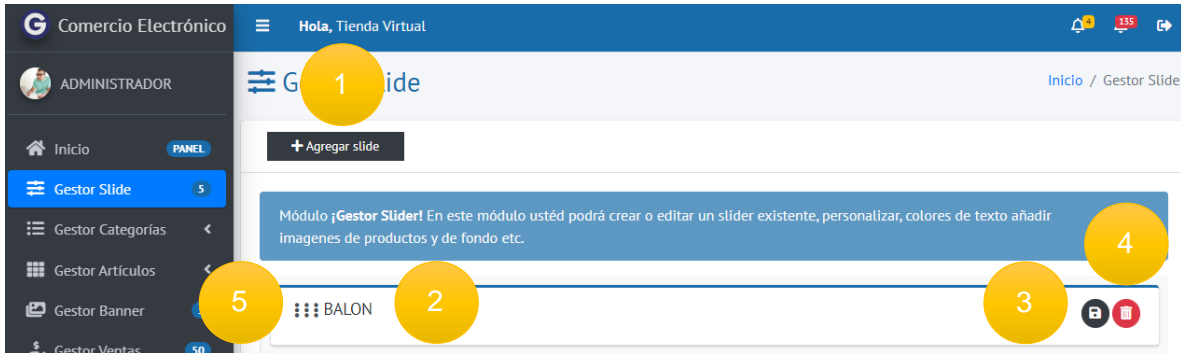 G Comercio Electrónico
Hola, Tienda Virtual
4
135
ADMINISTRADOR
G 1 ide
Inicio / Gestor Slide
Inicio PANEL
+ Agregar slide
Gestor Slide 5
Módulo ¡Gestor Slider! En este módulo ustéd podrá crear o editar un slider existente, personalizar, colores de texto añadir
imagenes de productos y de fondo etc.
Gestor Categorías
4
Gestor Artículos
Gestor Banner
5
BALON
2
3
Gestor Ventas 50